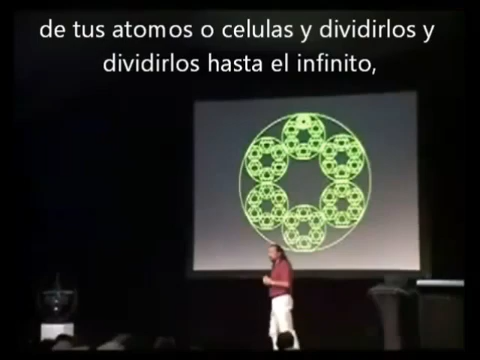 de tus atomos o celulas y dividirlos y
dividirlos hasta el infinito,